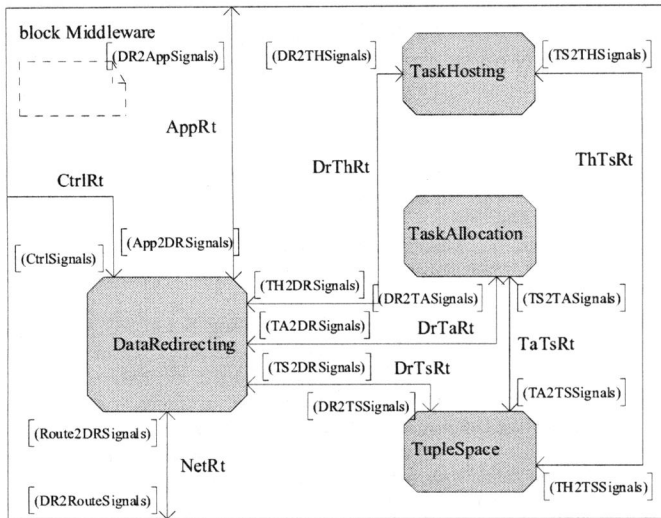 block Middleware
(DR2AppSignals)
(DR2THSignals)
TaskHosting
(TS2THSignals)
AppRt
DrThRt
ThTsRt
CtrlRt
(CtrlSignals)
(App2DRSignals)
TaskAllocation
(TH2DRSignals)
(DR2TASignals)
(TS2TASignals)
(TA2DRSignals)
DrTaRt
DataRedirecting
TaTsRt
(TS2DRSignals)
DrTsRt
(TA2TSSignals)
(DR2TSSignals)
(Route2DRSignals)
TupleSpace
NetRt
(TH2TSSignals)
(DR2RouteSignals)